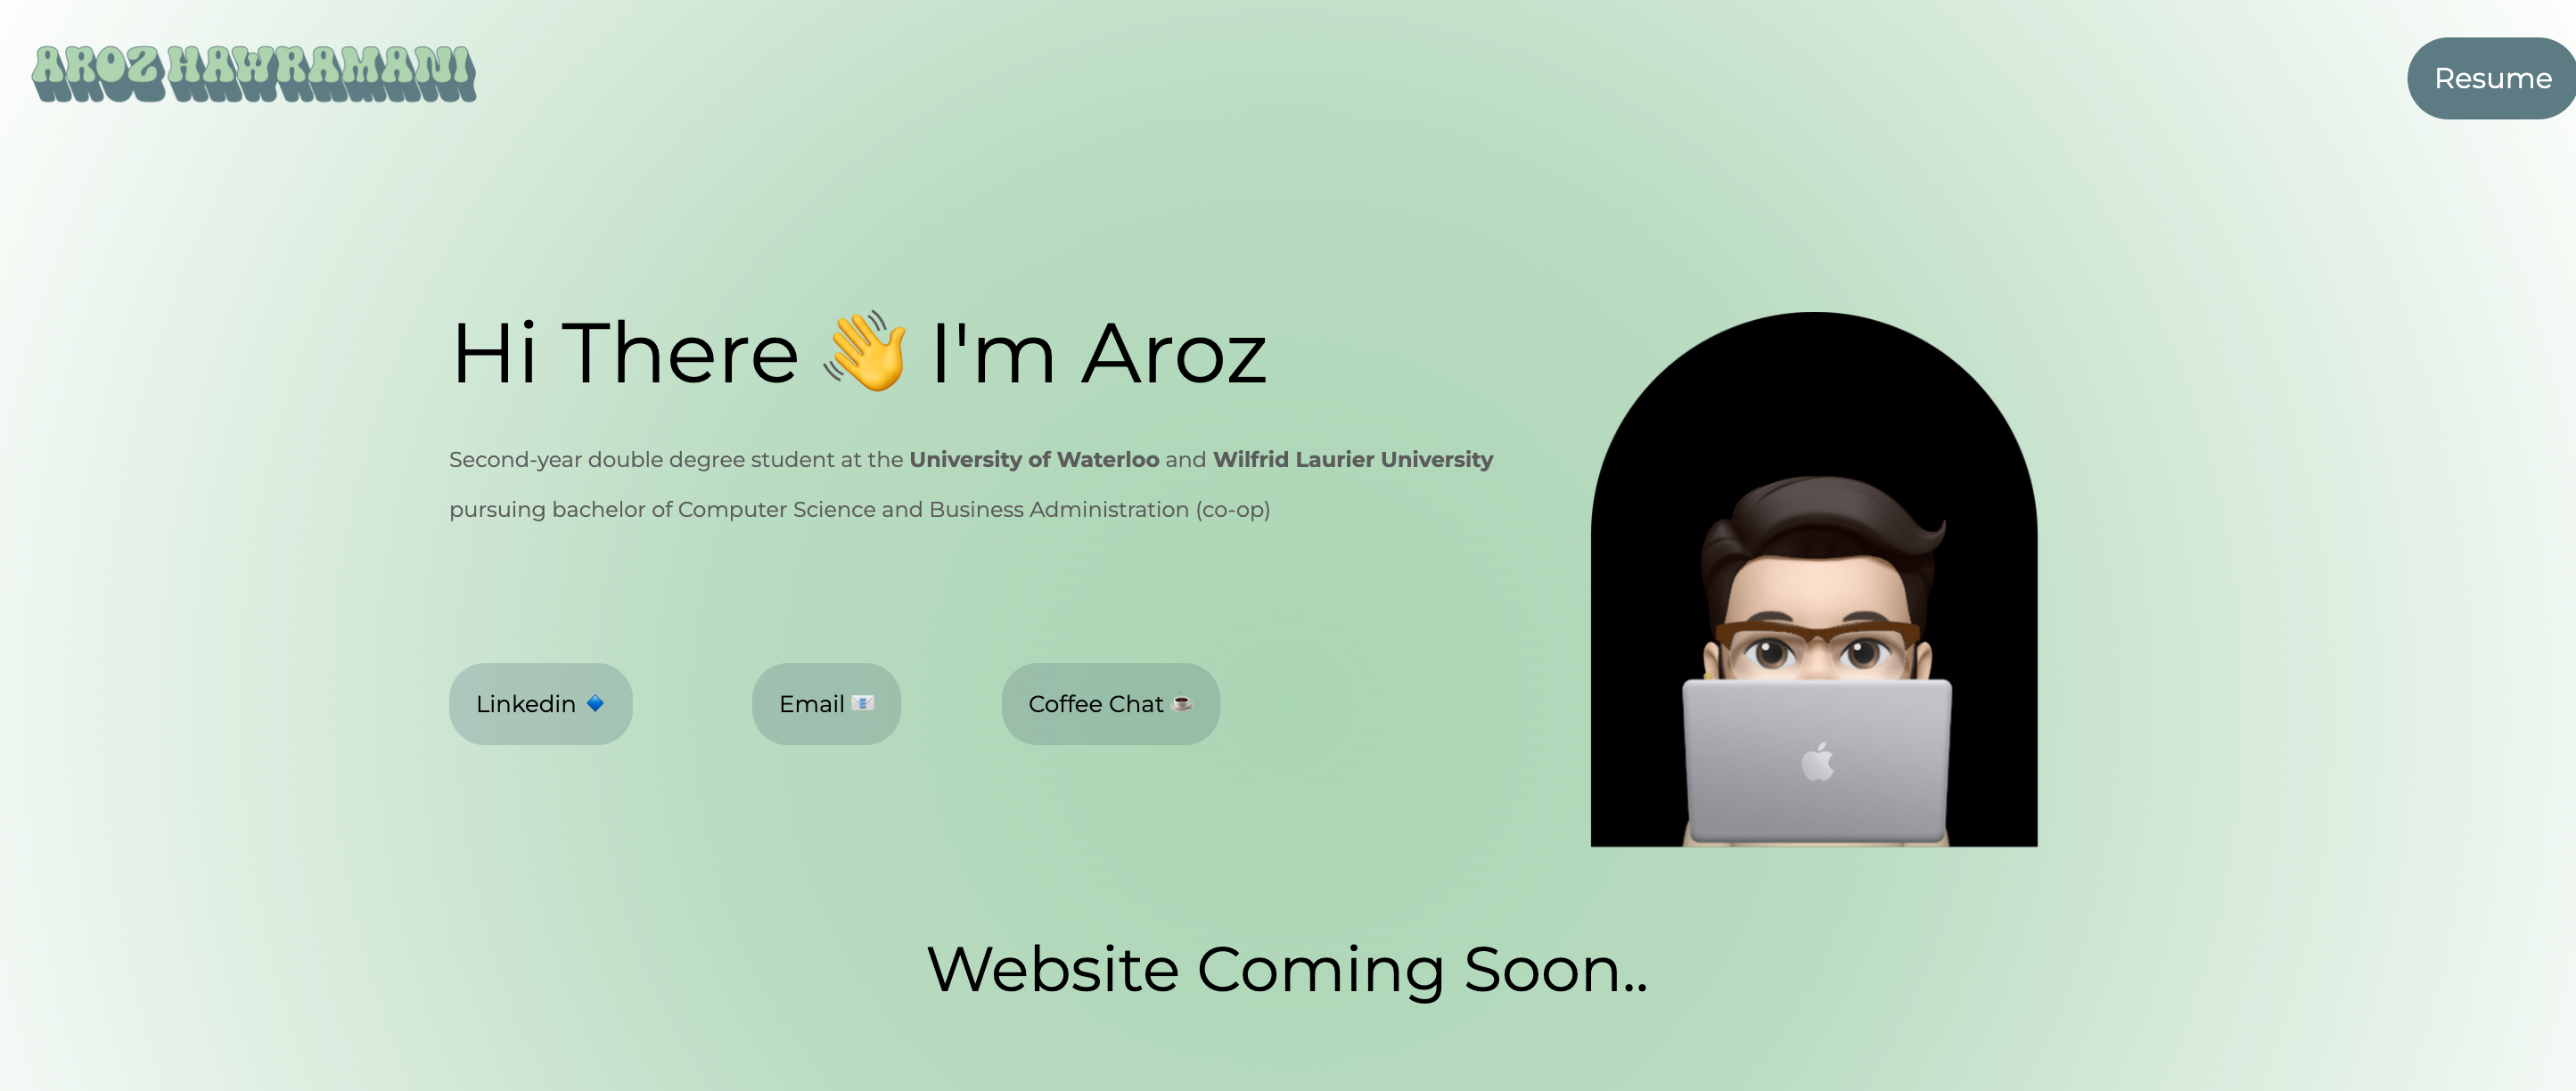 AROZ HAWRAMANI
Resume
Hi There 👋 I'm Aroz
Second-year double degree student at the University of Waterloo and Wilfrid Laurier University
pursuing bachelor of Computer Science and Business Administration (co-op)
Linkedin 🔹
Email 📧
Coffee Chat ☕
Website Coming Soon..